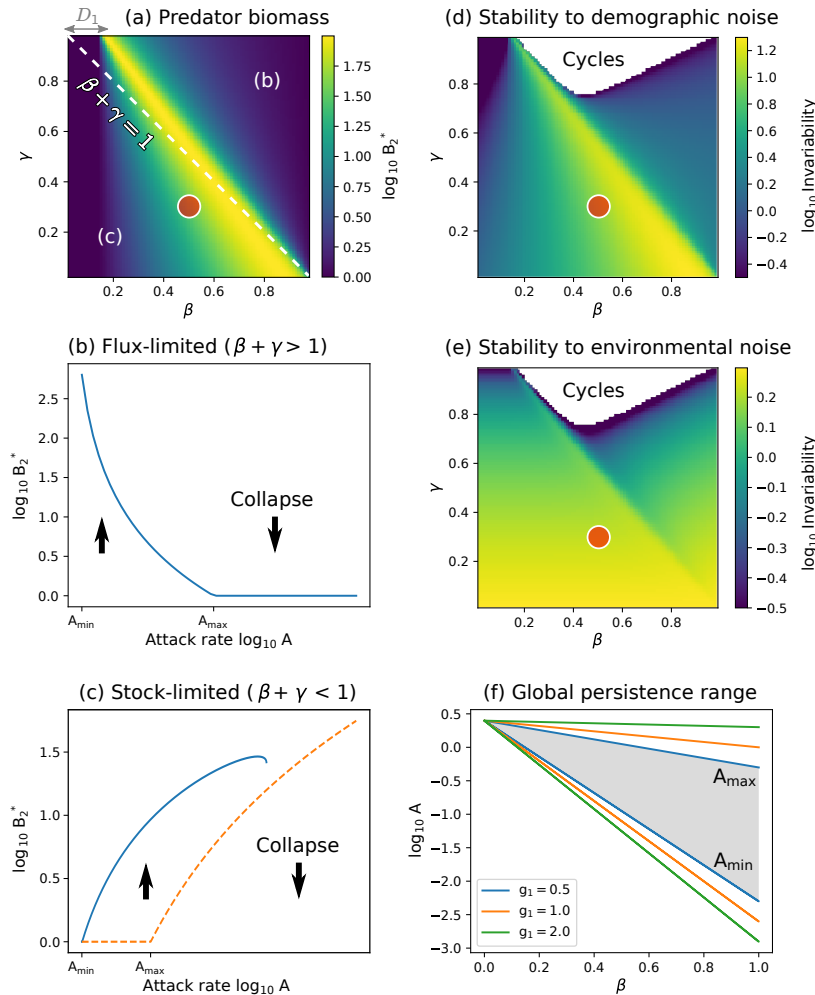 D₁
(a) Predator biomass
β + γ = 1
(b)
(c)
0.8
0.6
0.4
0.2
γ
0.2 0.4 0.6 0.8
β
1.75
1.50
1.25
1.00
0.75
0.50
0.25
0.00
log₁₀ B₂*
(d) Stability to demographic noise
Cycles
0.8
0.6
0.4
0.2
γ
0.2 0.4 0.6 0.8
β
1.2
1.0
0.8
0.6
0.4
0.2
0.0
−0.2
−0.4
log₁₀ Invariability
(b) Flux-limited (β + γ > 1)
2.5
2.0
1.5
1.0
0.5
0.0
log₁₀ B₂*
Collapse
A_min A_max
Attack rate log₁₀ A
(e) Stability to environmental noise
Cycles
0.8
0.6
0.4
0.2
γ
0.2 0.4 0.6 0.8
β
0.2
0.1
0.0
−0.1
−0.2
−0.3
−0.4
−0.5
log₁₀ Invariability
(c) Stock-limited (β + γ < 1)
1.5
1.0
0.5
0.0
log₁₀ B₂*
Collapse
A_min A_max
Attack rate log₁₀ A
(f) Global persistence range
0.5
0.0
−0.5
−1.0
−1.5
−2.0
−2.5
−3.0
log₁₀ A
A_max
A_min
g₁ = 0.5
g₁ = 1.0
g₁ = 2.0
0.0 0.2 0.4 0.6 0.8 1.0
β